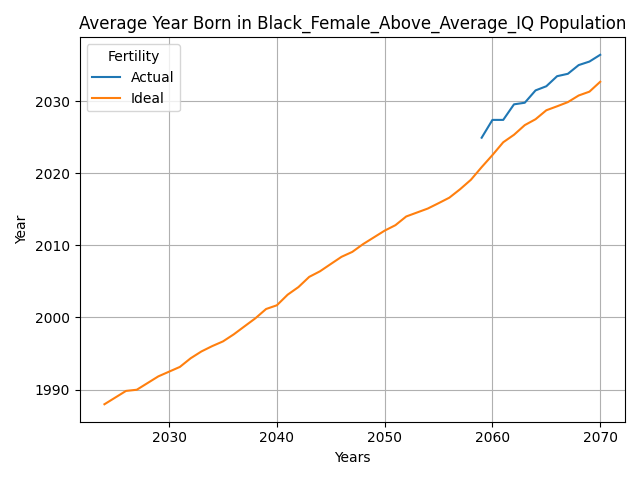 Average Year Born in Black_Female_Above_Average_IQ Population
Fertility
Actual
Ideal
Year
2030
2020
2010
2000
1990
2030
2040
2050
2060
2070
Years